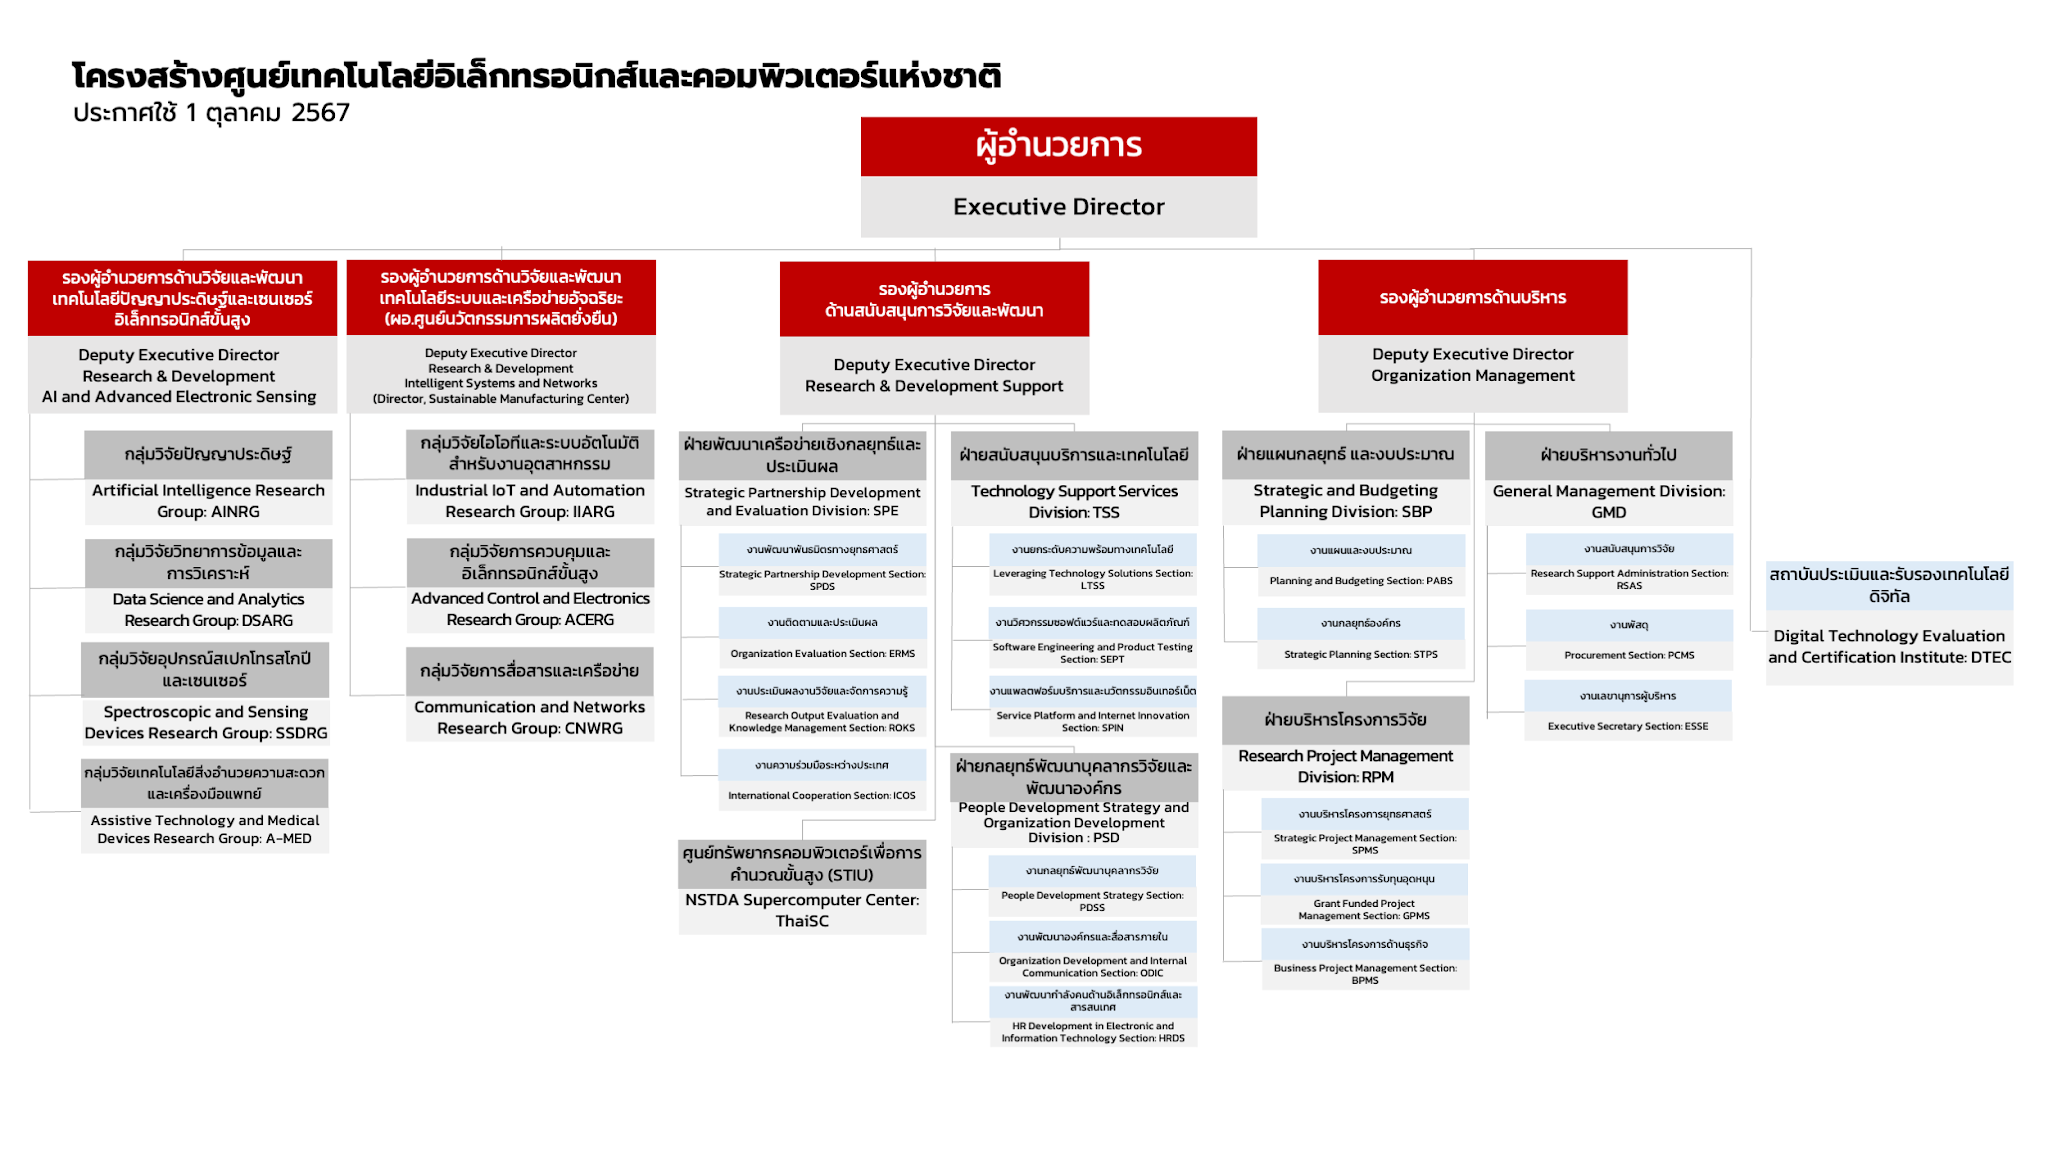 โครงสร้างศูนย์เทคโนโลยีอิเล็กทรอนิกส์และคอมพิวเตอร์แห่งชาติ
ประกาศใช้ 1 ตุลาคม 2567
ผู้อำนวยการ
Executive Director
รองผู้อำนวยการด้านวิจัยและพัฒนา
เทคโนโลยีปัญญาประดิษฐ์และเซนเซอร์
อิเล็กทรอนิกส์ขั้นสูง
Deputy Executive Director
Research & Development
AI and Advanced Electronic Sensing
กลุ่มวิจัยปัญญาประดิษฐ์
Artificial Intelligence Research
Group: AINRG
กลุ่มวิจัยวิทยาการข้อมูลและ
การวิเคราะห์
Data Science and Analytics
Research Group: DSARG
กลุ่มวิจัยอุปกรณ์สเปกโทรสโกปี
และเซนเซอร์
Spectroscopic and Sensing
Devices Research Group: SSDRG
กลุ่มวิจัยเทคโนโลยีสิ่งอำนวยความสะดวก
และเครื่องมือแพทย์
Assistive Technology and Medical
Devices Research Group: A-MED
รองผู้อำนวยการด้านวิจัยและพัฒนา
เทคโนโลยีระบบและเครือข่ายอัจฉริยะ
(ผอ.ศูนย์นวัตกรรมการผลิตยั่งยืน)
Deputy Executive Director
Research & Development
Intelligent Systems and Networks
(Director, Sustainable Manufacturing Center)
กลุ่มวิจัยไอโอทีและระบบอัตโนมัติ
สำหรับงานอุตสาหกรรม
Industrial IoT and Automation
Research Group: IIARG
กลุ่มวิจัยการควบคุมและ
อิเล็กทรอนิกส์ขั้นสูง
Advanced Control and Electronics
Research Group: ACERG
กลุ่มวิจัยการสื่อสารและเครือข่าย
Communication and Networks
Research Group: CNWRG
รองผู้อำนวยการ
ด้านสนับสนุนการวิจัยและพัฒนา
Deputy Executive Director
Research & Development Support
ฝ่ายพัฒนาเครือข่ายเชิงกลยุทธ์และ
ประเมินผล
Strategic Partnership Development
and Evaluation Division: SPE
งานพัฒนาพันธมิตรทางยุทธศาสตร์
Strategic Partnership Development Section:
SPDS
งานติดตามและประเมินผล
Organization Evaluation Section: ERMS
งานประเมินผลงานวิจัยและจัดการความรู้
Research Output Evaluation and
Knowledge Management Section: ROKS
งานความร่วมมือระหว่างประเทศ
International Cooperation Section: ICOS
ศูนย์ทรัพยากรคอมพิวเตอร์เพื่อการ
คำนวณขั้นสูง (STIU)
NSTDA Supercomputer Center:
ThaiSC
ฝ่ายสนับสนุนบริการและเทคโนโลยี
Technology Support Services
Division: TSS
งานยกระดับความพร้อมทางเทคโนโลยี
Leveraging Technology Solutions Section:
LTSS
งานวิศวกรรมซอฟต์แวร์และทดสอบผลิตภัณฑ์
Software Engineering and Product Testing
Section: SEPT
งานแพลตฟอร์มบริการและนวัตกรรมอินเทอร์เน็ต
Service Platform and Internet Innovation
Section: SPIN
ฝ่ายกลยุทธ์พัฒนาบุคลากรวิจัยและ
พัฒนาองค์กร
People Development Strategy and
Organization Development
Division : PSD
งานกลยุทธ์พัฒนาบุคลากรวิจัย
People Development Strategy Section:
PDSS
งานพัฒนาองค์กรและสื่อสารภายใน
Organization Development and Internal
Communication Section: ODIC
งานพัฒนากำลังคนด้านอิเล็กทรอนิกส์และ
สารสนเทศ
HR Development in Electronic and
Information Technology Section: HRDS
รองผู้อำนวยการด้านบริหาร
Deputy Executive Director
Organization Management
ฝ่ายแผนกลยุทธ์ และงบประมาณ
Strategic and Budgeting
Planning Division: SBP
งานแผนและงบประมาณ
Planning and Budgeting Section: PABS
งานกลยุทธ์องค์กร
Strategic Planning Section: STPS
ฝ่ายบริหารโครงการวิจัย
Research Project Management
Division: RPM
งานบริหารโครงการยุทธศาสตร์
Strategic Project Management Section:
SPMS
งานบริหารโครงการรับทุนอุดหนุน
Grant Funded Project
Management Section: GPMS
งานบริหารโครงการด้านธุรกิจ
Business Project Management Section:
BPMS
ฝ่ายบริหารงานทั่วไป
General Management Division:
GMD
งานสนับสนุนการวิจัย
Research Support Administration Section:
RSAS
งานพัสดุ
Procurement Section: PCMS
งานเลขานุการผู้บริหาร
Executive Secretary Section: ESSE
สถาบันประเมินและรับรองเทคโนโลยี
ดิจิทัล
Digital Technology Evaluation
and Certification Institute: DTEC